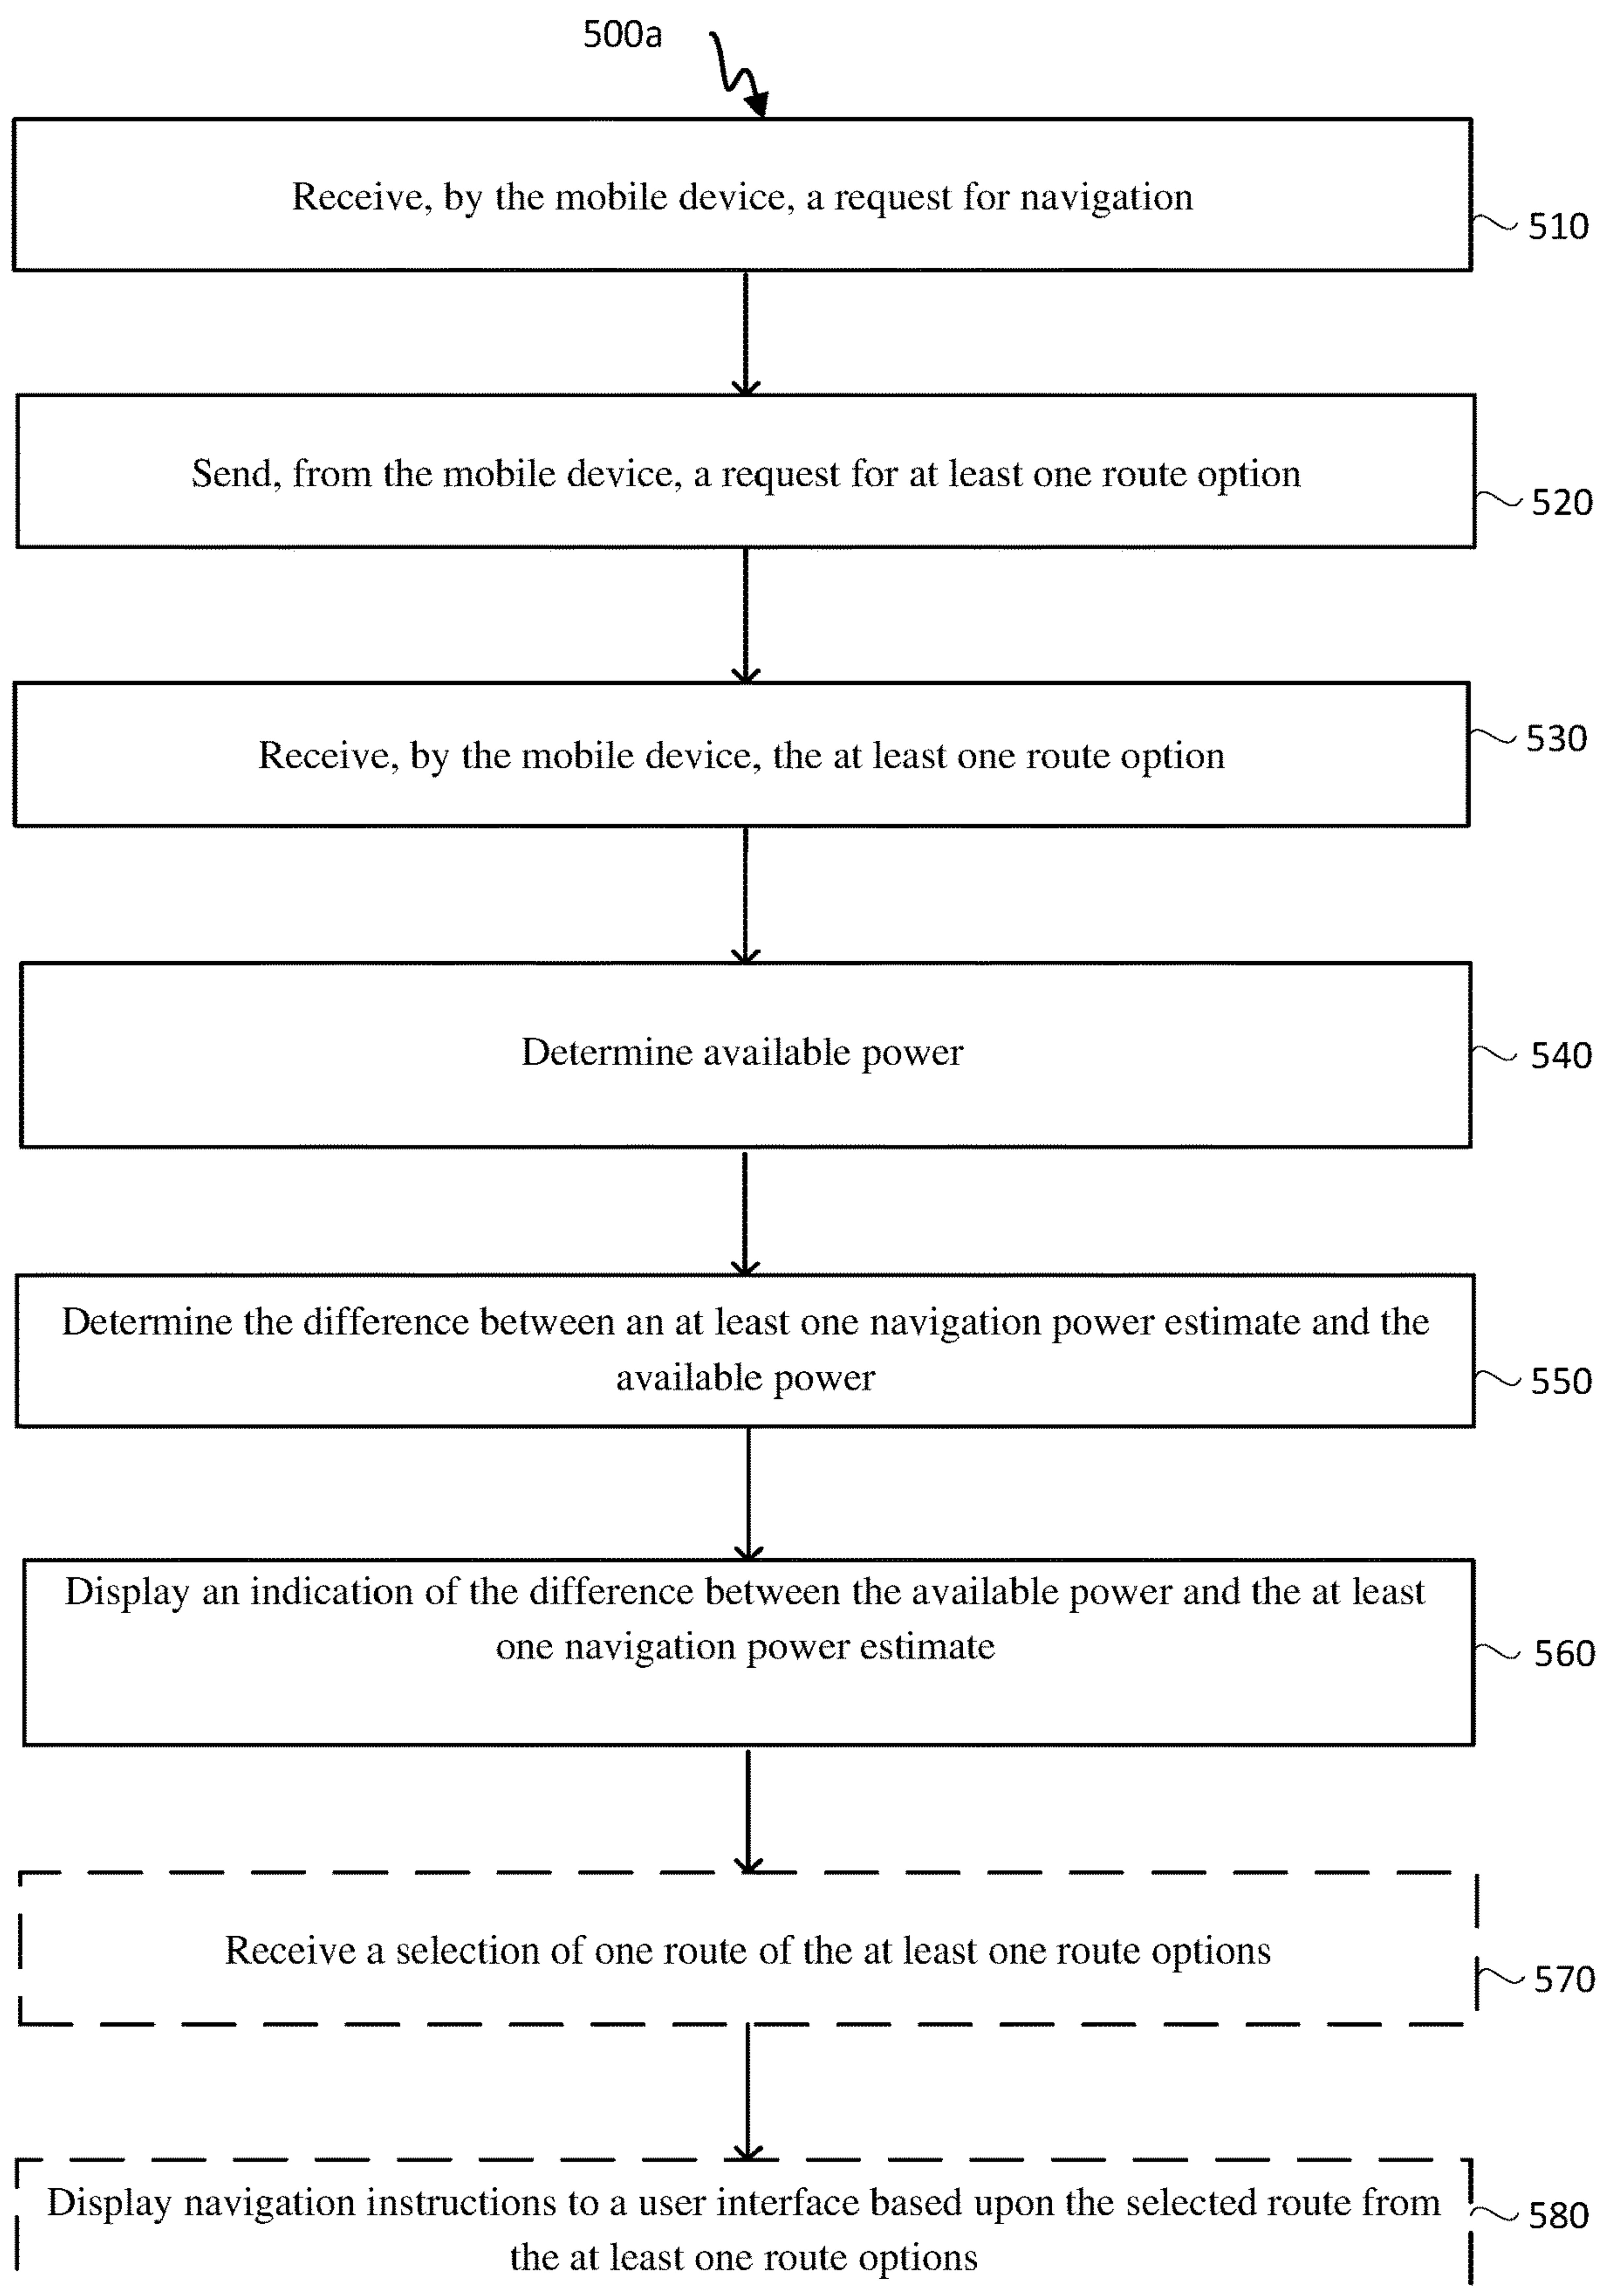 500a
Receive, by the mobile device, a request for navigation
510
Send, from the mobile device, a request for at least one route option
520
Receive, by the mobile device, the at least one route option
530
Determine available power
540
Determine the difference between an at least one navigation power estimate and the
available power
550
Display an indication of the difference between the available power and the at least
one navigation power estimate
560
Receive a selection of one route of the at least one route options
570
Display navigation instructions to a user interface based upon the selected route from
the at least one route options
580